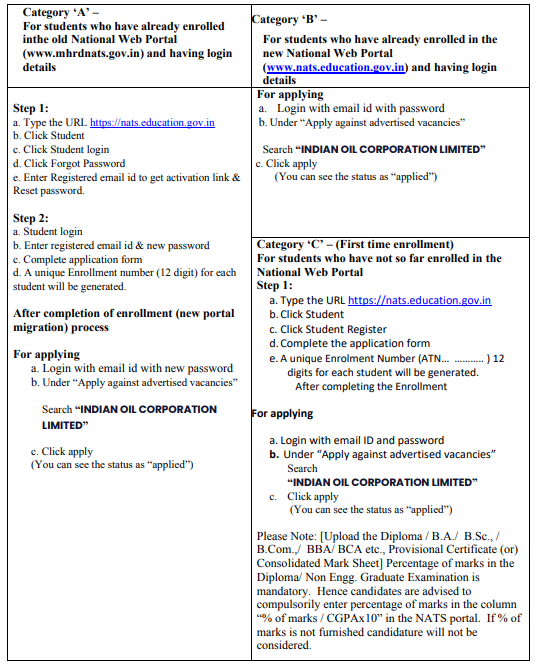 Category ‘A’ –
For students who have already enrolled
inthe old National Web Portal
(www.mhrdnats.gov.in) and having login
details
Step 1:
a. Type the URL https://nats.education.gov.in
b. Click Student
c. Click Student login
d. Click Forgot Password
e. Enter Registered email id to get activation link &
Reset password.
Step 2:
a. Student login
b. Enter registered email id & new password
c. Complete application form
d. A unique Enrollment number (12 digit) for each
student will be generated.
After completion of enrollment (new portal
migration) process
For applying
a. Login with email id with new password
b. Under “Apply against advertised vacancies”
Search “INDIAN OIL CORPORATION
LIMITED”
c. Click apply
(You can see the status as “applied”)
Category ‘B’ –
For students who have already enrolled in the
new National Web Portal
(www.nats.education.gov.in) and having login
details
For applying
a. Login with email id with password
b. Under “Apply against advertised vacancies”
Search “INDIAN OIL CORPORATION LIMITED”
c. Click apply
(You can see the status as “applied”)
Category ‘C’ – (First time enrollment)
For students who have not so far enrolled in the
National Web Portal
Step 1:
a. Type the URL https://nats.education.gov.in
b. Click Student
c. Click Student Register
d. Complete the application form
e. A unique Enrolment Number (ATN... ........... ) 12
digits for each student will be generated.
After completing the Enrollment
For applying
a. Login with email ID and password
b. Under “Apply against advertised vacancies”
Search
“INDIAN OIL CORPORATION LIMITED”
c. Click apply
(You can see the status as “applied”)
Please Note: [Upload the Diploma / B.A./ B.Sc., /
B.Com.,/ BBA/ BCA etc., Provisional Certificate (or)
Consolidated Mark Sheet] Percentage of marks in the
Diploma/ Non Engg. Graduate Examination is
mandatory. Hence candidates are advised to
compulsorily enter percentage of marks in the column
“% of marks / CGPAx10” in the NATS portal. If % of
marks is not furnished candidature will not be
considered.